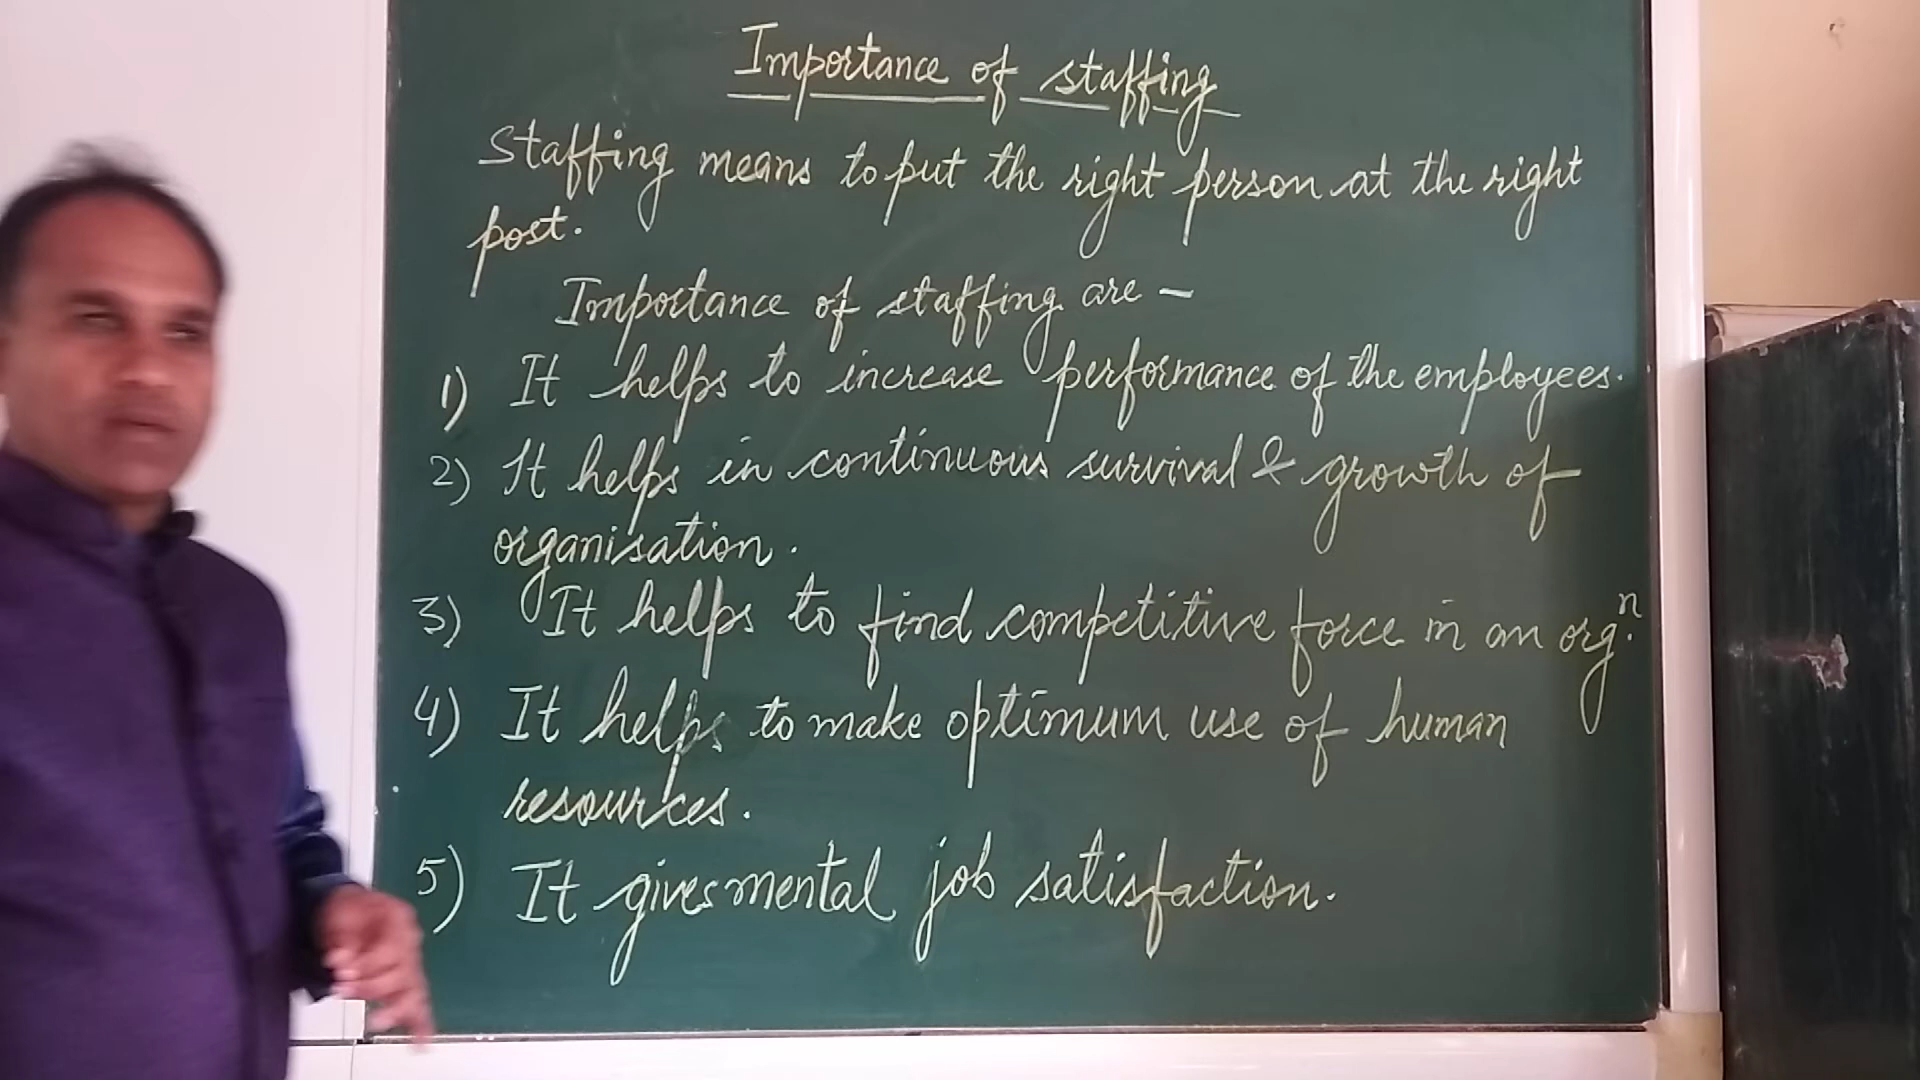 Importance of staffing
Staffing means to put the right person at the right
post.
Importance of staffing are -
1) It helps to increase performance of the employees.
2) It helps in continuous survival & growth of
organisation.
3) It helps to find competitive force in an orgⁿ.
4) It helps to make optimum use of human
resources.
5) It gives mental job satisfaction.